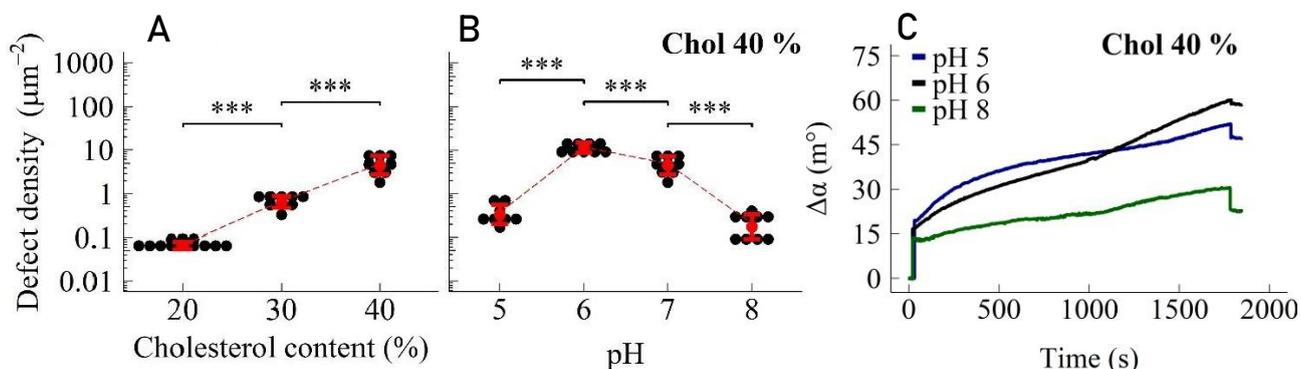 A
Defect density (μm⁻²)
1000
100
10
1
0.1
0.01
***
***
20 30 40
Cholesterol content (%)
B
Chol 40 %
***
***
***
5 6 7 8
pH
C
Chol 40 %
pH 5
pH 6
pH 8
Δα (m°)
75
60
45
30
15
0
0 500 1000 1500 2000
Time (s)